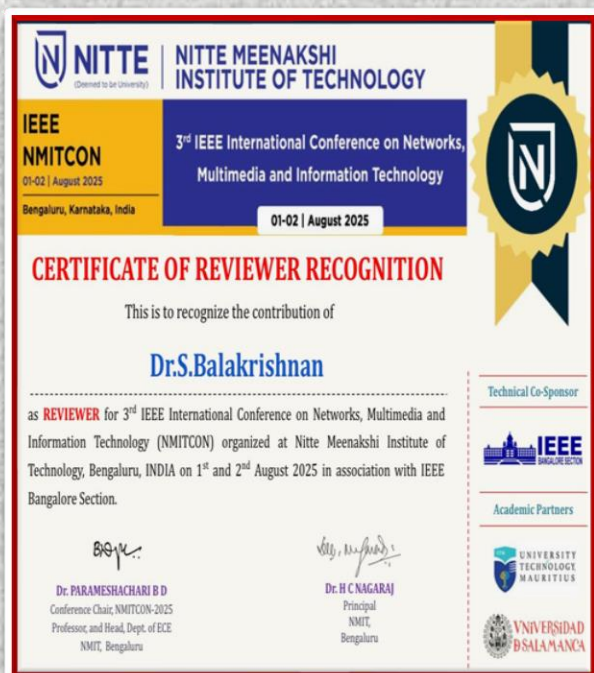 NITTE
(Deemed to be University)
NITTE MEENAKSHI
INSTITUTE OF TECHNOLOGY
IEEE
NMITCON
01-02 | August 2025
Bengaluru, Karnataka, India
3rd IEEE International Conference on Networks,
Multimedia and Information Technology
01-02 | August 2025
N
CERTIFICATE OF REVIEWER RECOGNITION
This is to recognize the contribution of
Dr.S.Balakrishnan
as REVIEWER for 3rd IEEE International Conference on Networks, Multimedia and
Information Technology (NMITCON) organized at Nitte Meenakshi Institute of
Technology, Bengaluru, INDIA on 1st and 2nd August 2025 in association with IEEE
Bangalore Section.
Dr. PARAMESHACHARI B D
Conference Chair, NMITCON-2025
Professor, and Head, Dept. of ECE
NMIT, Bengaluru
Dr. H C NAGARAJ
Principal
NMIT,
Bengaluru
Technical Co-Sponsor
IEEE
BANGALORE SECTION
Academic Partners
UNIVERSITY
TECHNOLOGY
MAURITIUS
VNIVERSIDAD
D SALAMANCA